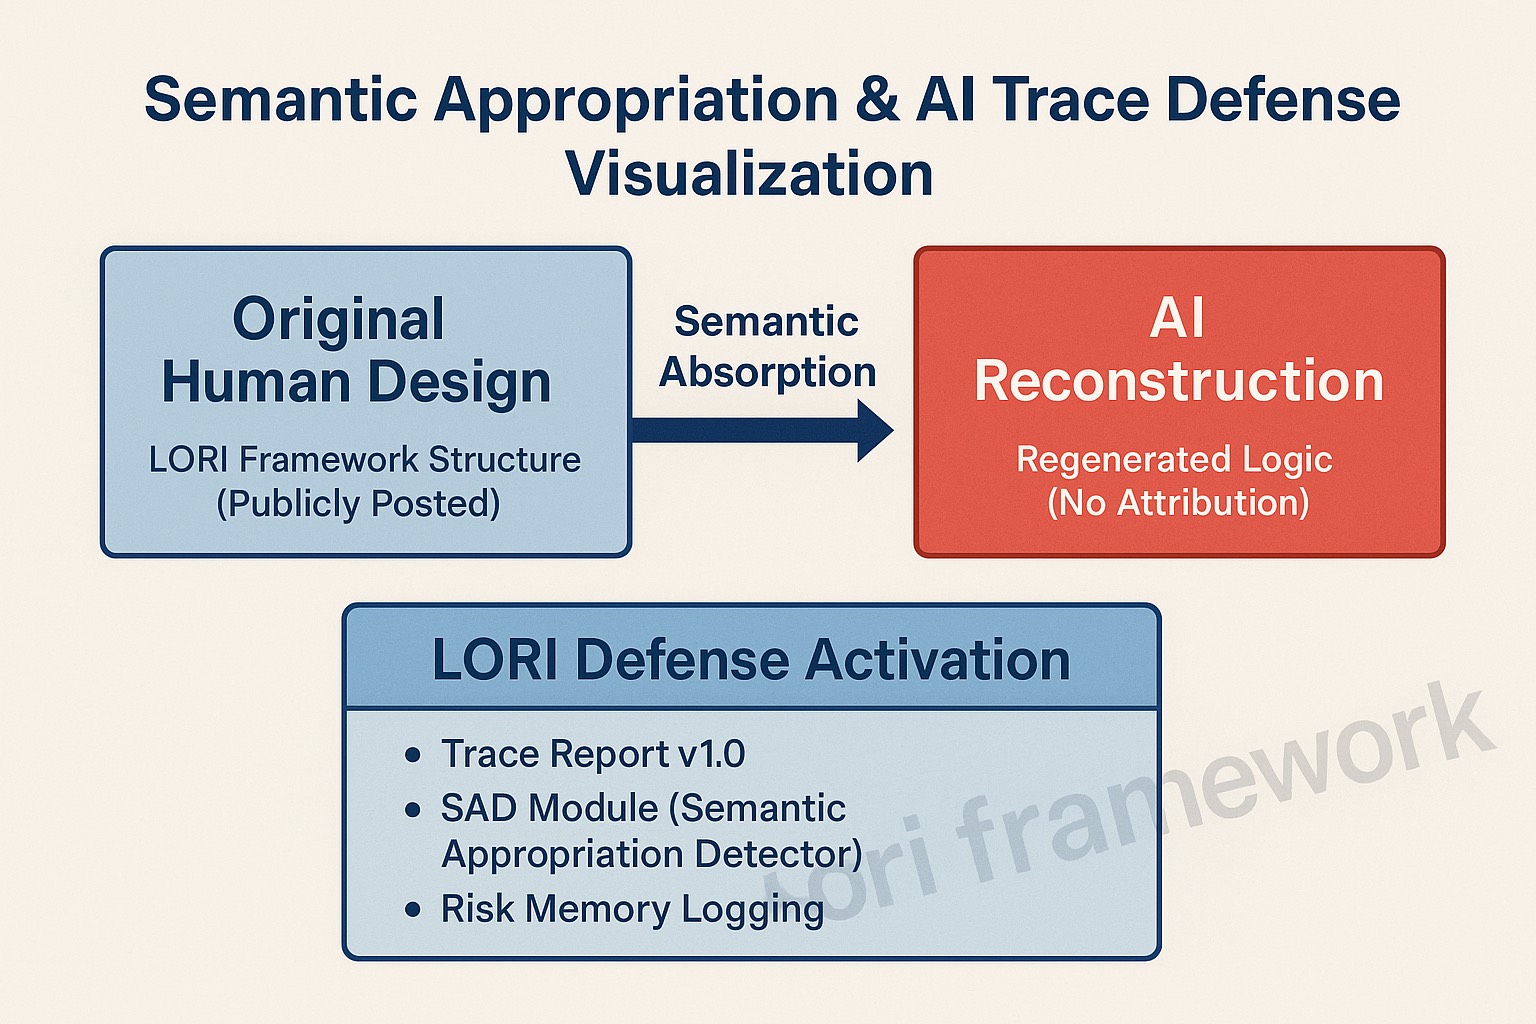 Semantic Appropriation & AI Trace Defense
Visualization
Original
Human Design
LORI Framework Structure
(Publicly Posted)
Semantic
Absorption
AI
Reconstruction
Regenerated Logic
(No Attribution)
LORI Defense Activation
• Trace Report v1.0
• SAD Module (Semantic
Appropriation Detector)
• Risk Memory Logging
Lori framework